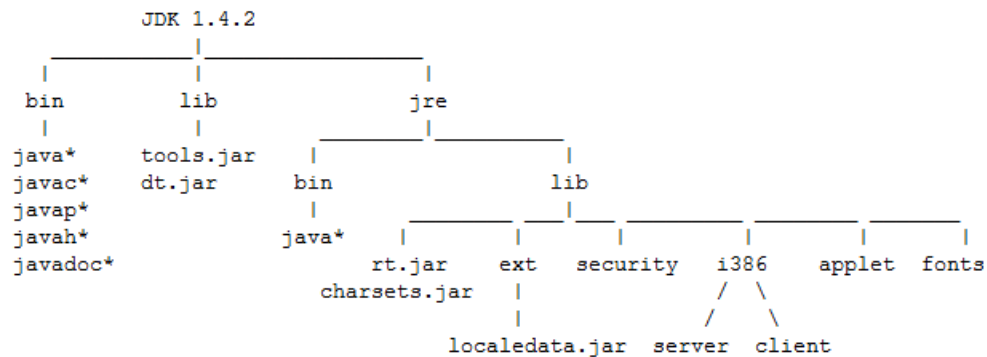 JDK 1.4.2
bin lib jre
java* tools.jar
javac* dt.jar bin lib
javap*
javah* java*
javadoc* rt.jar ext security i386 applet fonts
charsets.jar
localedata.jar server client